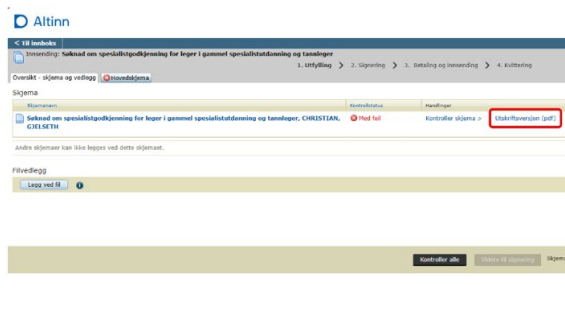 Altinn
< Til innboks
Innsending: Søknad om spesialistgodkjenning for leger i gammel spesialistutdanning og tannleger
1. Utfylling > 2. Signering > 3. Betaling og innsending > 4. Kvittering
Oversikt - skjema og vedlegg Hovedskjema
Skjema
Skjemanavn Kontrollstatus Handlinger
Søknad om spesialistgodkjenning for leger i gammel spesialistutdanning og tannleger, CHRISTIAN, GJELSETH Med feil Kontroller skjema > Utskriftsversjon (pdf)
Andre skjemaer kan ikke legges ved dette skjemaet.
Filvedlegg
Legg ved fil
Kontroller alle Videre til signering Skjema